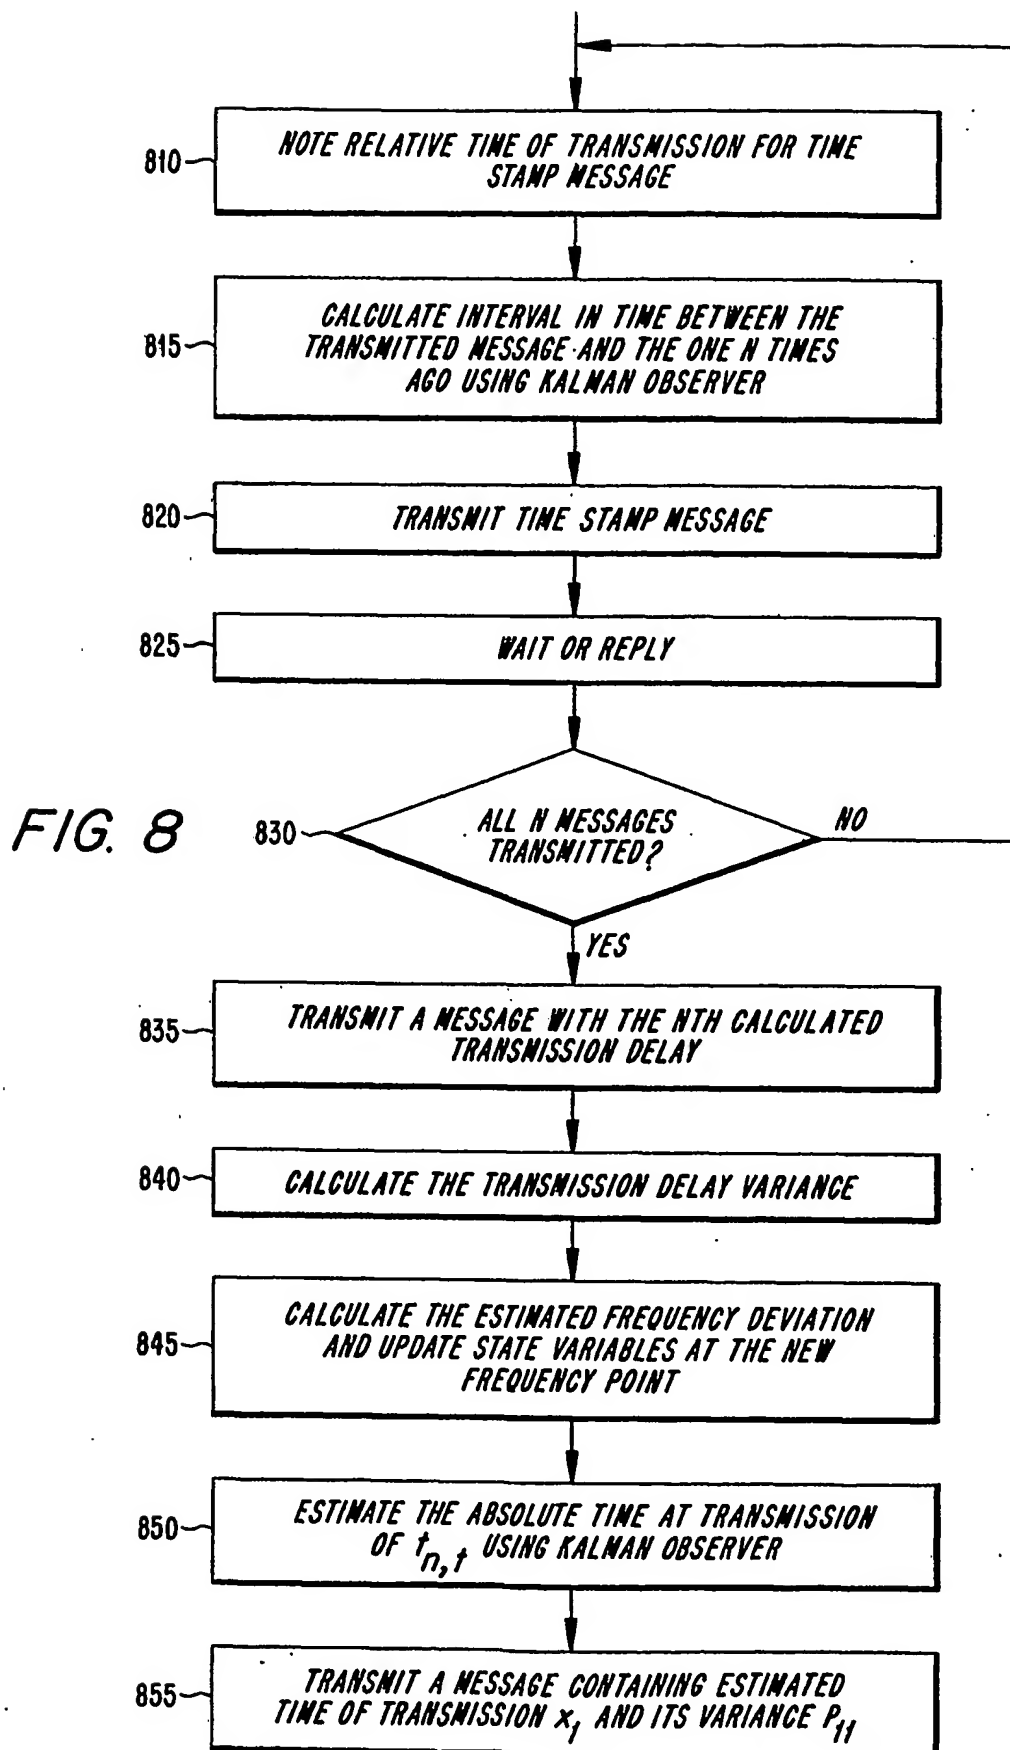 810
NOTE RELATIVE TIME OF TRANSMISSION FOR TIME
STAMP MESSAGE
815
CALCULATE INTERVAL IN TIME BETWEEN THE
TRANSMITTED MESSAGE AND THE ONE N TIMES
AGO USING KALMAN OBSERVER
820
TRANSMIT TIME STAMP MESSAGE
825
WAIT OR REPLY
FIG. 8
830
ALL N MESSAGES
TRANSMITTED?
NO
YES
835
TRANSMIT A MESSAGE WITH THE NTH CALCULATED
TRANSMISSION DELAY
840
CALCULATE THE TRANSMISSION DELAY VARIANCE
845
CALCULATE THE ESTIMATED FREQUENCY DEVIATION
AND UPDATE STATE VARIABLES AT THE NEW
FREQUENCY POINT
850
ESTIMATE THE ABSOLUTE TIME AT TRANSMISSION
OF t_{n,t} USING KALMAN OBSERVER
855
TRANSMIT A MESSAGE CONTAINING ESTIMATED
TIME OF TRANSMISSION x_1 AND ITS VARIANCE P_{11}